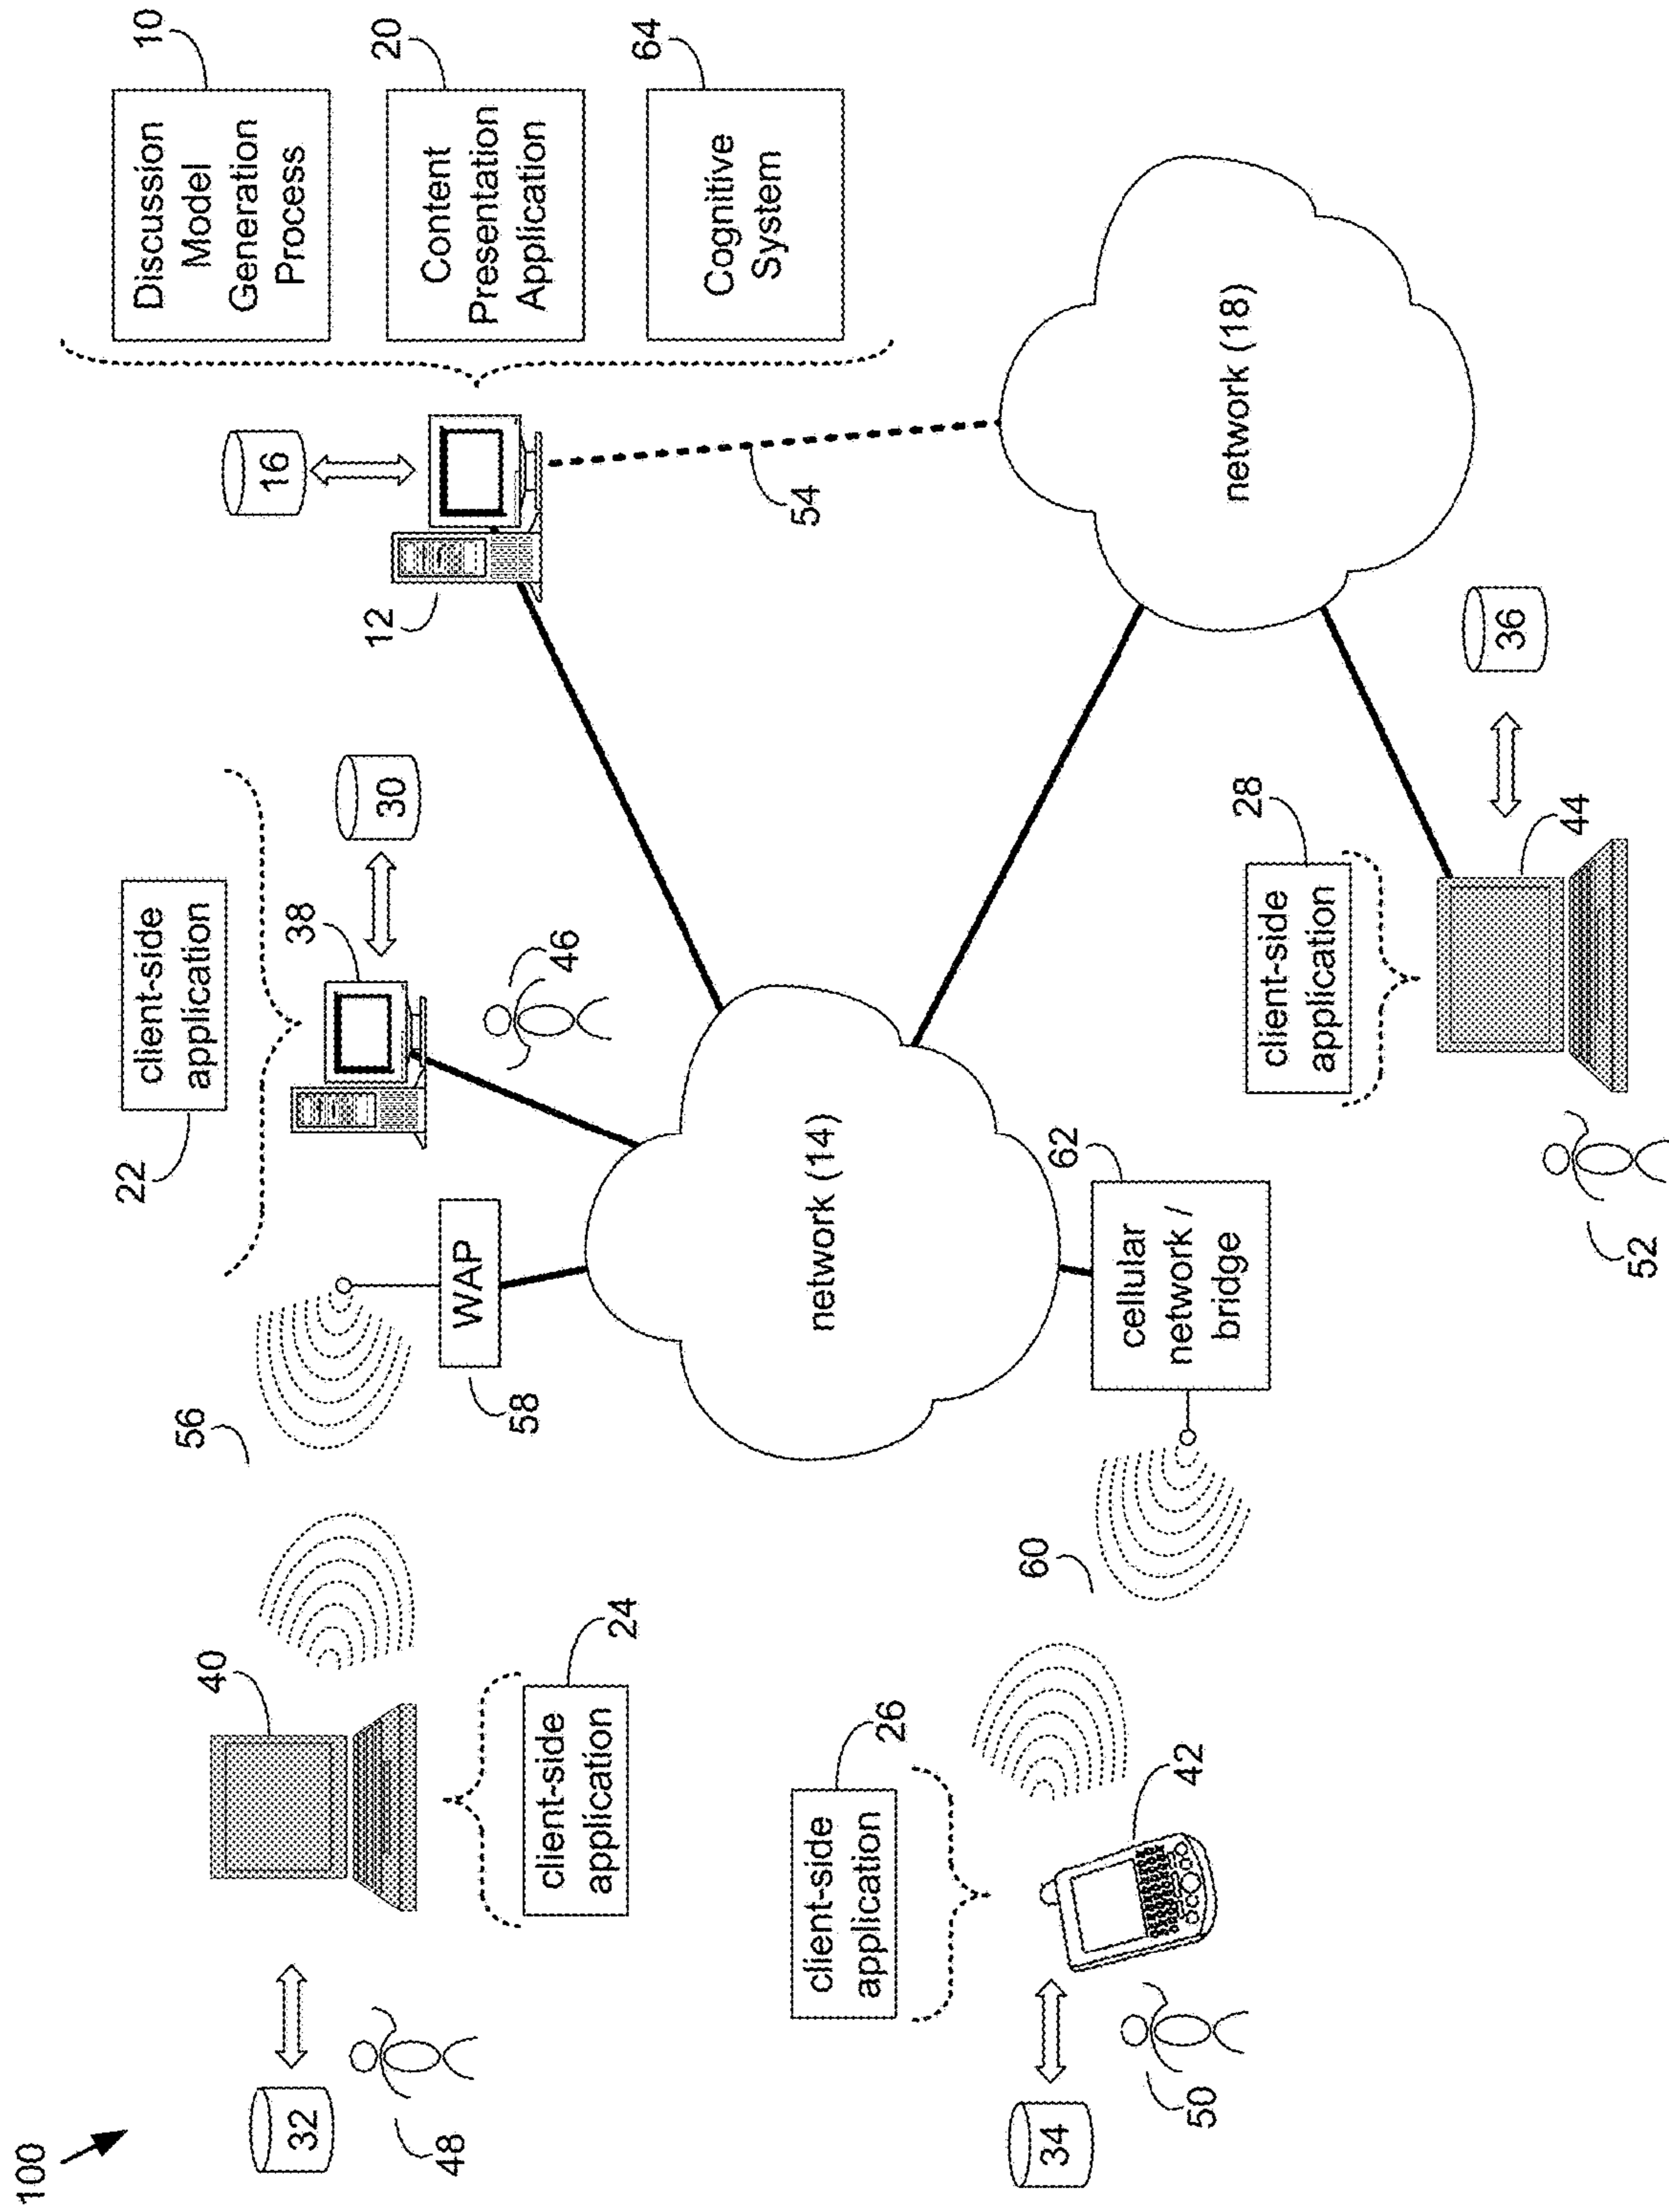 100
32
48
40
client-side
application
24
56
WAP
58
client-side
application
22
38
30
46
16
12
Discussion
Model
Generation
Process
10
Content
Presentation
Application
20
Cognitive
System
64
54
34
50
client-side
application
26
42
60
cellular
network /
bridge
62
network (14)
network (18)
client-side
application
28
44
36
52